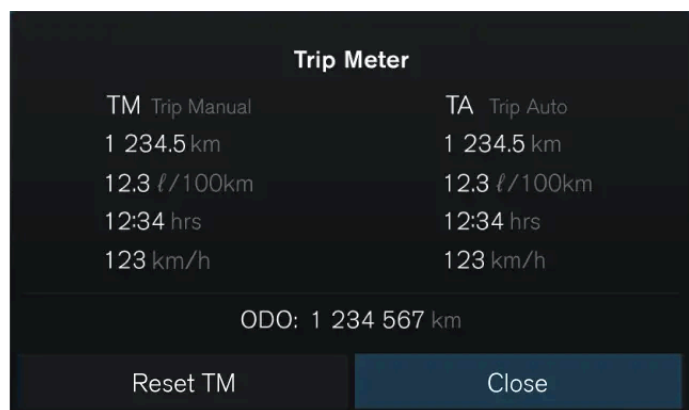 Trip Meter
TM Trip Manual
1 234.5 km
12.3 ℓ/100km
12:34 hrs
123 km/h
TA Trip Auto
1 234.5 km
12.3 ℓ/100km
12:34 hrs
123 km/h
ODO: 1 234 567 km
Reset TM
Close